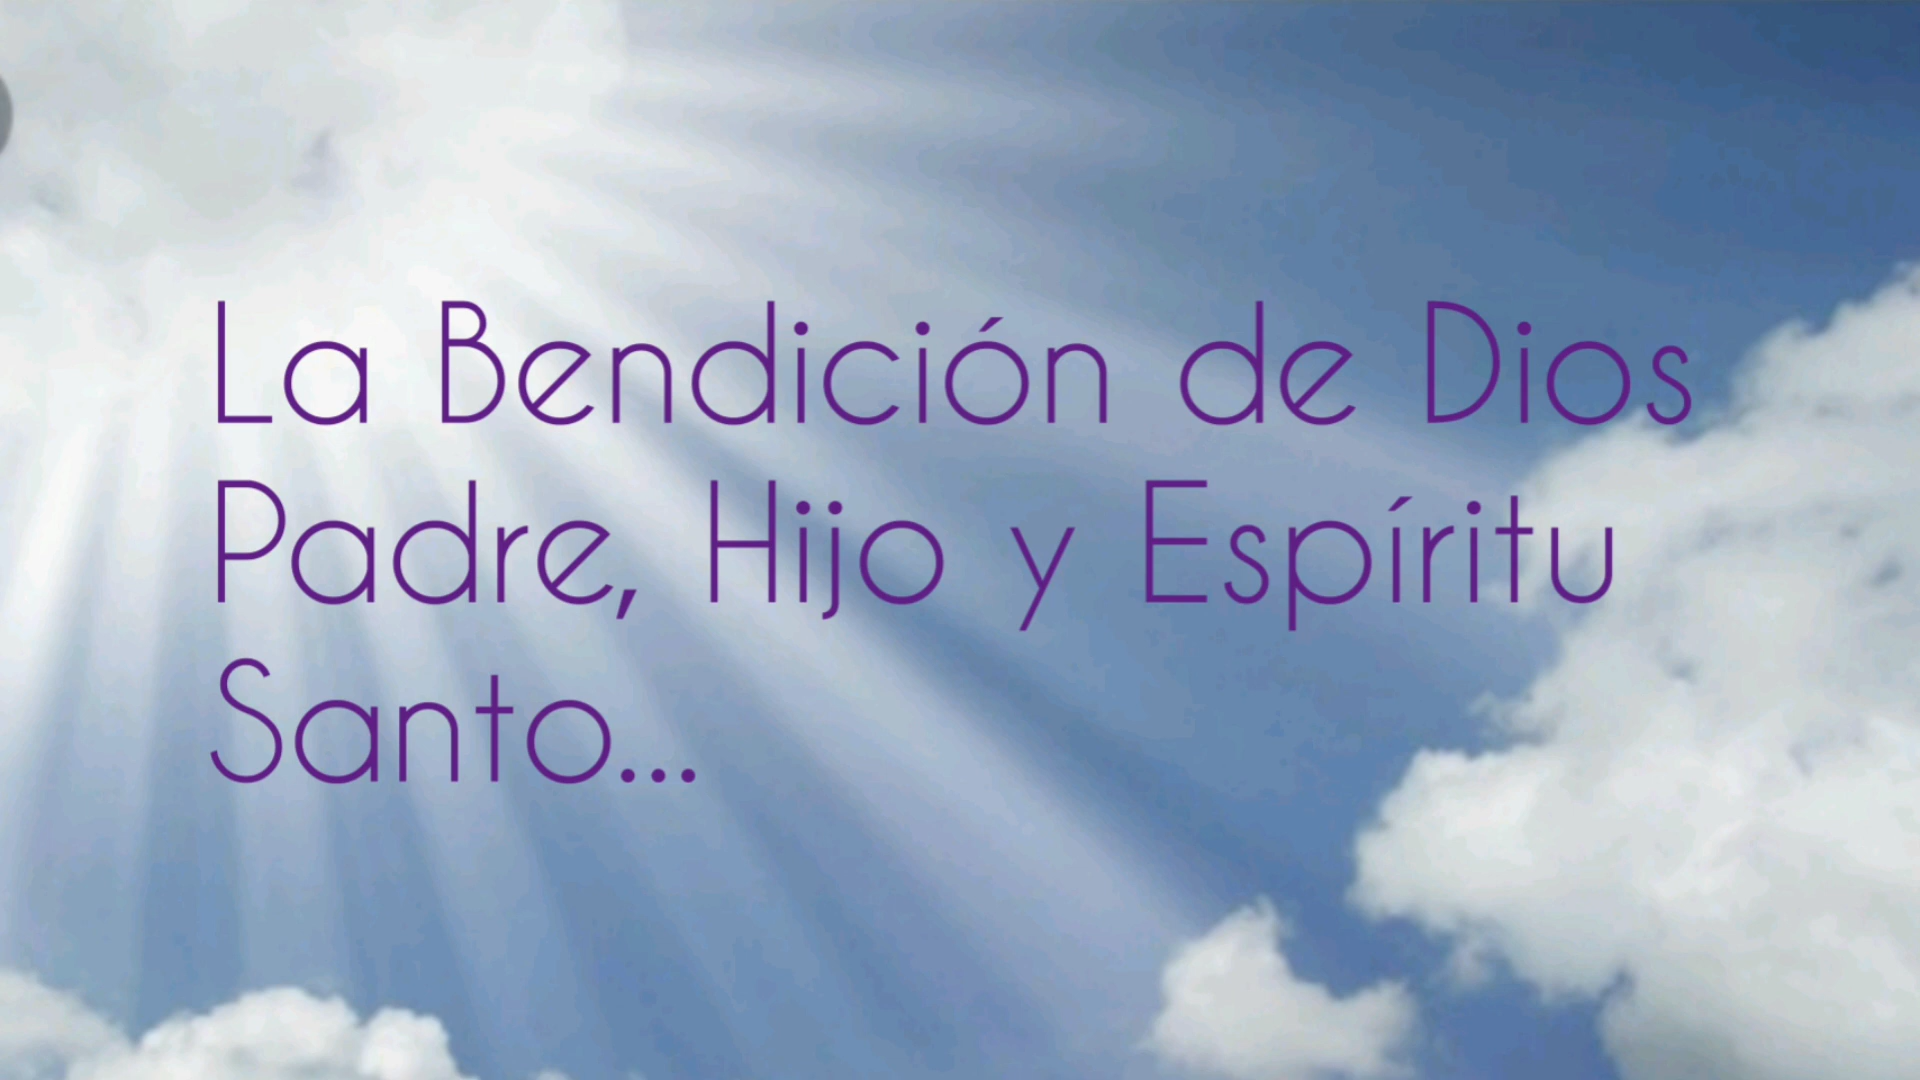 La Bendición de Dios
Padre, Hijo y Espíritu
Santo...